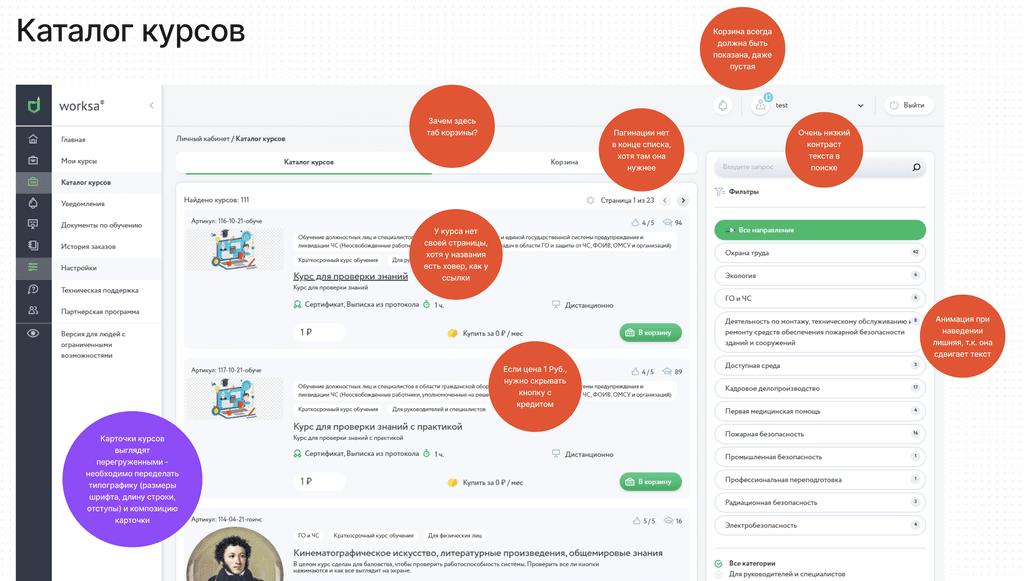 Каталог курсов
Корзина всегда
должна быть
показана, даже
пустая
worksa
test
Выйти
Зачем здесь
таб корзины?
Пагинации нет
в конце списка,
хотя там она
нужнее
Очень низкий
контраст
текста в
поиске
Главная
Мои курсы
Каталог курсов
Уведомления
Документы по обучению
История заказов
Настройки
Техническая поддержка
Партнерская программа
Версия для людей с
ограниченными
возможностями
Личный кабинет / Каталог курсов
Каталог курсов
Корзина
Введите запрос
Фильтры
Найдено курсов: 111
Страница 1 из 23
Артикул: 116-10-21-обуче
4 / 5
94
Обучение должностных лиц и специал
и единой государственной системы предупреждения и
ликвидации ЧС (Неосвобожденные работни
задач в области ГО и защиты от ЧС, ФОИВ, ОМСУ и организаций)
Краткосрочный курс обучения
Для ру
У курса нет
своей страницы,
хотя у названия
есть ховер, как у
ссылки
Курс для проверки знаний
Курс для проверки знаний
Сертификат, Выписка из протокола
1 ч.
Дистанционно
1 ₽
Купить за 0 ₽ / мес
В корзину
Артикул: 117-10-21-обуче
4 / 5
89
Обучение должностных лиц и специалистов в области гражданской обор
темы предупреждения и
ликвидации ЧС (Неосвобожденные работники, уполномоченные на реше
ЧС, ФОИВ, ОМСУ и организаций)
Краткосрочный курс обучения
Для руководителей и специалистов
Если цена 1 Руб.,
нужно скрывать
кнопку с
кредитом
Курс для проверки знаний с практикой
Курс для проверки знаний с практикой
Сертификат, Выписка из протокола
1 ч.
Дистанционно
1 ₽
Купить за 0 ₽ / мес
В корзину
Артикул: 114-04-21-гоичс
5 / 5
16
ГО и ЧС
Краткосрочный курс обучения
Для физических лиц
Кинематографическое искусство, литературные произведения, общемировые знания
В целом курс сделан для баловства, чтобы проверить работоспособность системы. Проверить все ли кнопки
нажимаются и как все выглядит на экране.
Карточки курсов
выглядят
перегруженными -
необходимо переделать
типографику (размеры
шрифта, длину строки,
отступы) и композицию
карточки
Все направления
Охрана труда
42
Экология
6
ГО и ЧС
6
Деятельность по монтажу, техническому обслуживанию и
ремонту средств обеспечения пожарной безопасности
зданий и сооружений
8
Анимация при
наведении
лишняя, т.к. она
сдвигает текст
Доступная среда
3
Кадровое делопроизводство
17
Первая медицинская помощь
4
Пожарная безопасность
14
Промышленная безопасность
1
Профессиональная переподготовка
1
Радиационная безопасность
3
Электробезопасность
4
Все категории
Для руководителей и специалистов